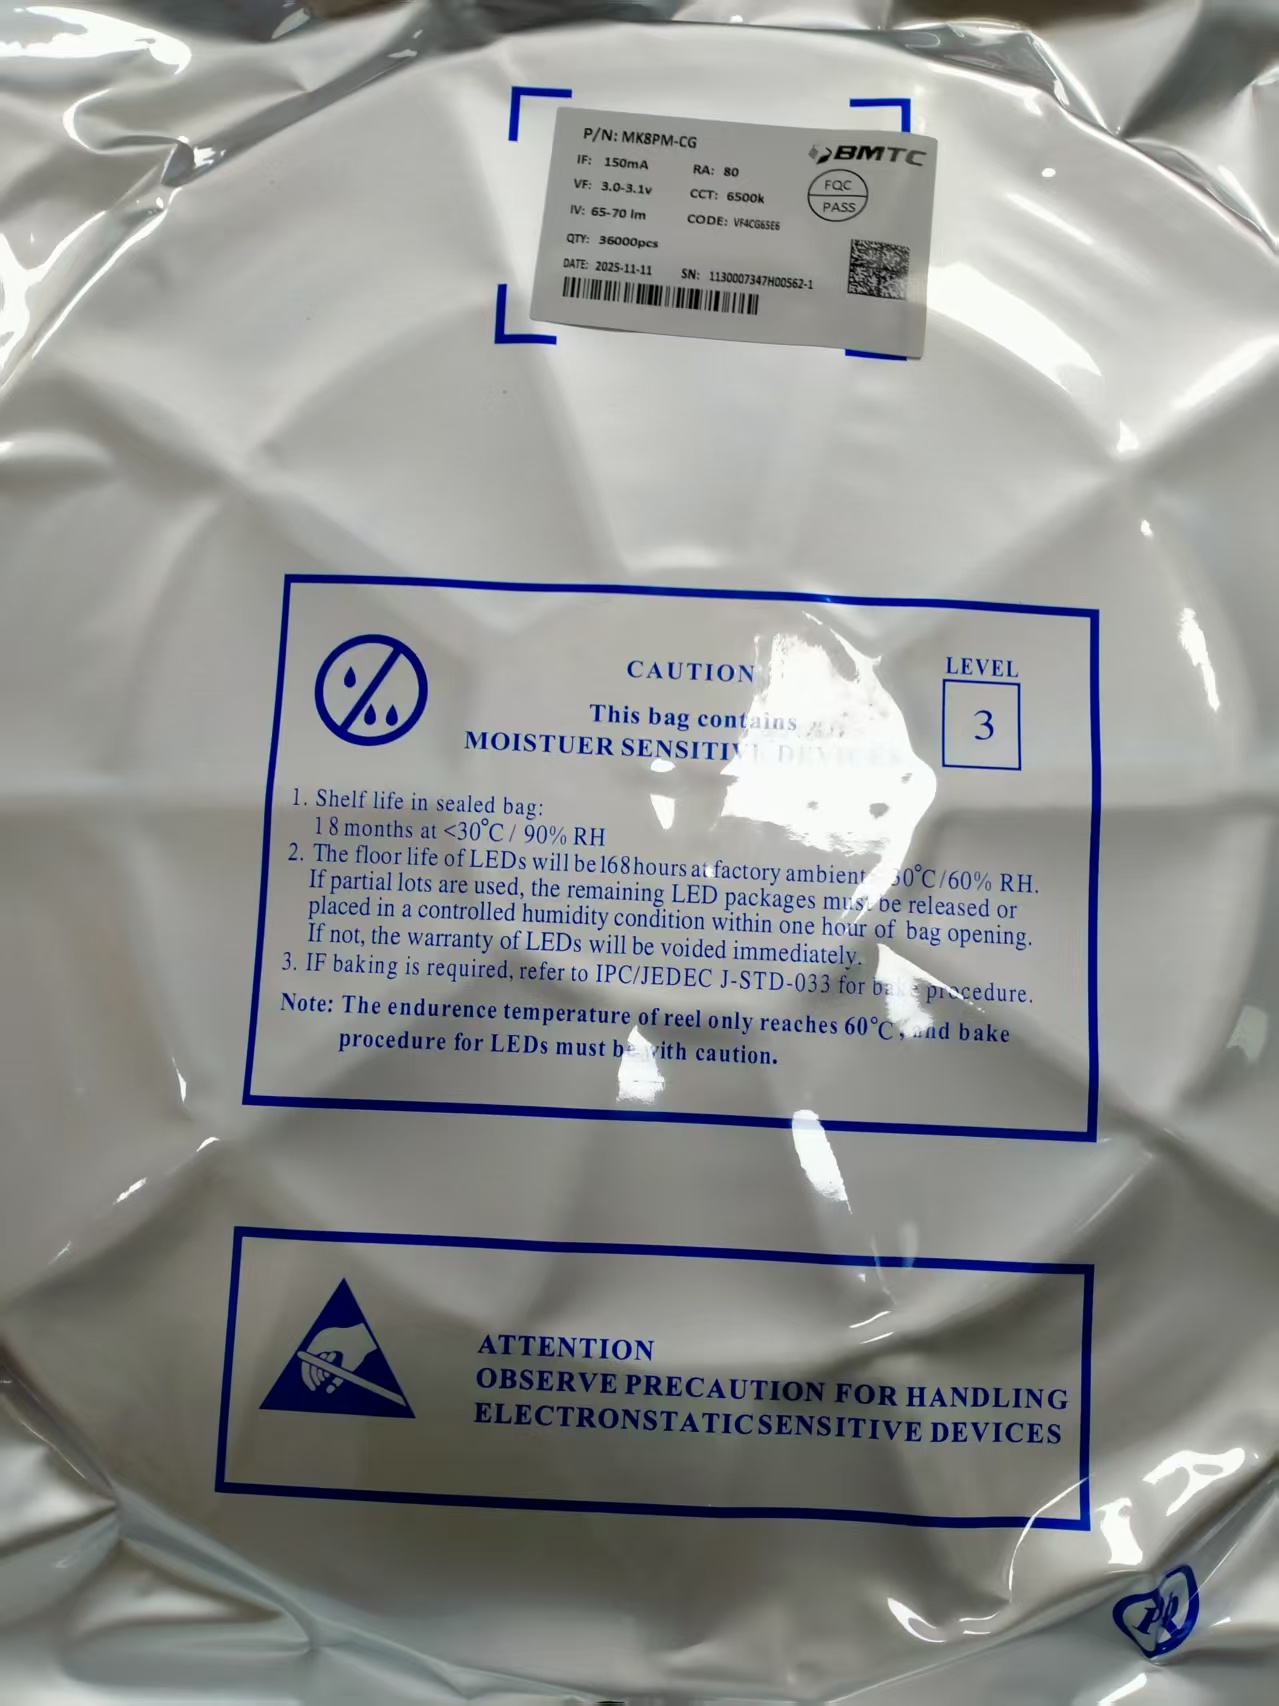 P/N: MK8PM-CG
BMTC
IF: 150mA RA: 80
FQC
PASS
VF: 3.0-3.1v CCT: 6500k
IV: 65-70 lm CODE: VF4CG65E6
QTY: 36000pcs
DATE: 2025-11-11 SN: 1130007347H00562-1
CAUTION
LEVEL
3
This bag contains
MOISTUER SENSITIVE DEVICES
1. Shelf life in sealed bag:
18 months at <30°C / 90% RH
2. The floor life of LEDs will be 168 hours at factory ambient 30°C/60% RH.
If partial lots are used, the remaining LED packages must be released or
placed in a controlled humidity condition within one hour of bag opening.
If not, the warranty of LEDs will be voided immediately.
3. IF baking is required, refer to IPC/JEDEC J-STD-033 for bake procedure.
Note: The endurence temperature of reel only reaches 60°C, and bake
procedure for LEDs must be with caution.
ATTENTION
OBSERVE PRECAUTION FOR HANDLING
ELECTRONSTATIC SENSITIVE DEVICES